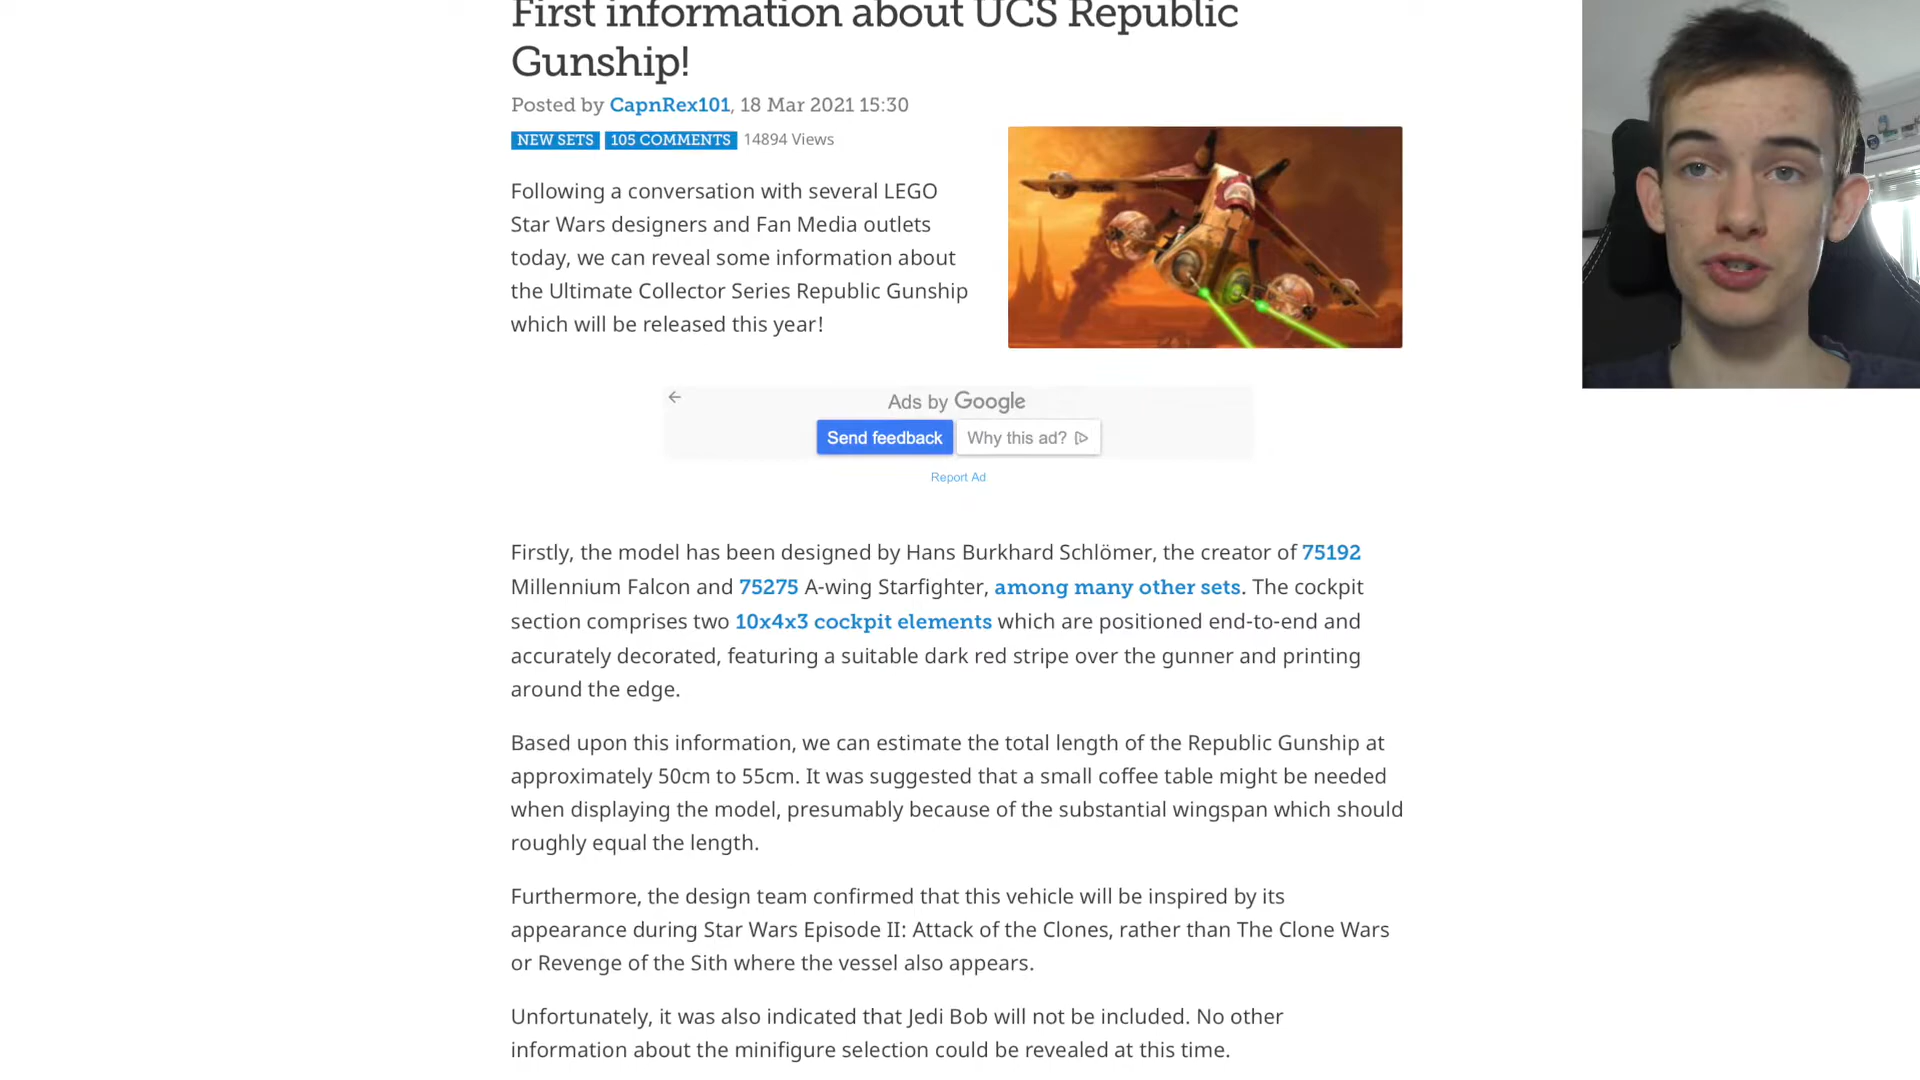 First information about UCS Republic
Gunship!
Posted by CapnRex101, 18 Mar 2021 15:30
NEW SETS 105 COMMENTS 14894 Views
Following a conversation with several LEGO
Star Wars designers and Fan Media outlets
today, we can reveal some information about
the Ultimate Collector Series Republic Gunship
which will be released this year!
Ads by Google
Send feedback Why this ad?
Report Ad
Firstly, the model has been designed by Hans Burkhard Schlömer, the creator of 75192
Millennium Falcon and 75275 A-wing Starfighter, among many other sets. The cockpit
section comprises two 10x4x3 cockpit elements which are positioned end-to-end and
accurately decorated, featuring a suitable dark red stripe over the gunner and printing
around the edge.
Based upon this information, we can estimate the total length of the Republic Gunship at
approximately 50cm to 55cm. It was suggested that a small coffee table might be needed
when displaying the model, presumably because of the substantial wingspan which should
roughly equal the length.
Furthermore, the design team confirmed that this vehicle will be inspired by its
appearance during Star Wars Episode II: Attack of the Clones, rather than The Clone Wars
or Revenge of the Sith where the vessel also appears.
Unfortunately, it was also indicated that Jedi Bob will not be included. No other
information about the minifigure selection could be revealed at this time.